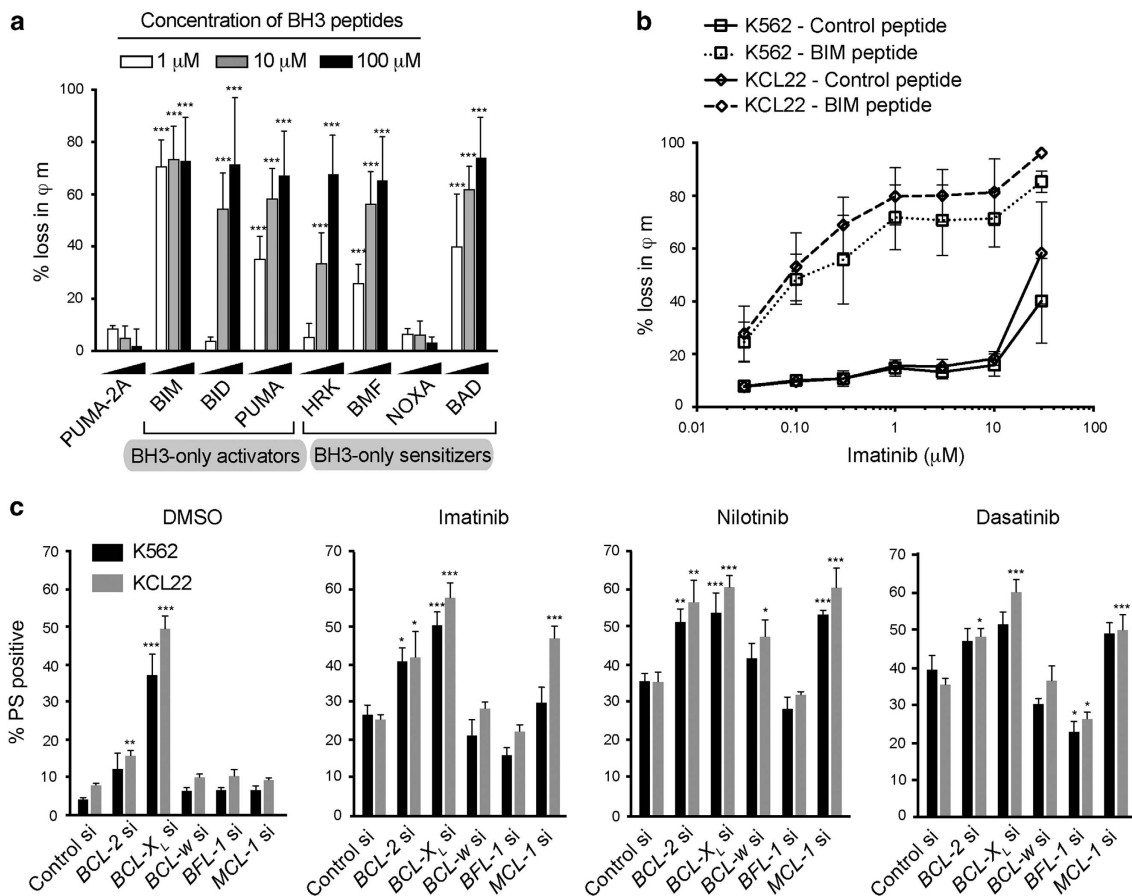 a
Concentration of BH3 peptides
1 μM 10 μM 100 μM
% loss in φ m
100
80
60
40
20
0
*** *** *** *** *** *** *** *** *** *** *** *** *** *** *** ***
PUMA-2A BIM BID PUMA HRK BMF NOXA BAD
BH3-only activators BH3-only sensitizers
b
K562 - Control peptide
K562 - BIM peptide
KCL22 - Control peptide
KCL22 - BIM peptide
% loss in φ m
100
80
60
40
20
0
0.01 0.10 1.00 10 100
Imatinib (μM)
c
DMSO
K562
KCL22
% PS positive
70
60
50
40
30
20
10
0
** *** ***
Control si BCL-2 si BCL-XL si BCL-w si BFL-1 si MCL-1 si
Imatinib
70
60
50
40
30
20
10
0
* * *** *** ***
Control si BCL-2 si BCL-XL si BCL-w si BFL-1 si MCL-1 si
Nilotinib
70
60
50
40
30
20
10
0
** ** *** *** * *** ***
Control si BCL-2 si BCL-XL si BCL-w si BFL-1 si MCL-1 si
Dasatinib
70
60
50
40
30
20
10
0
* *** * * ***
Control si BCL-2 si BCL-XL si BCL-w si BFL-1 si MCL-1 si